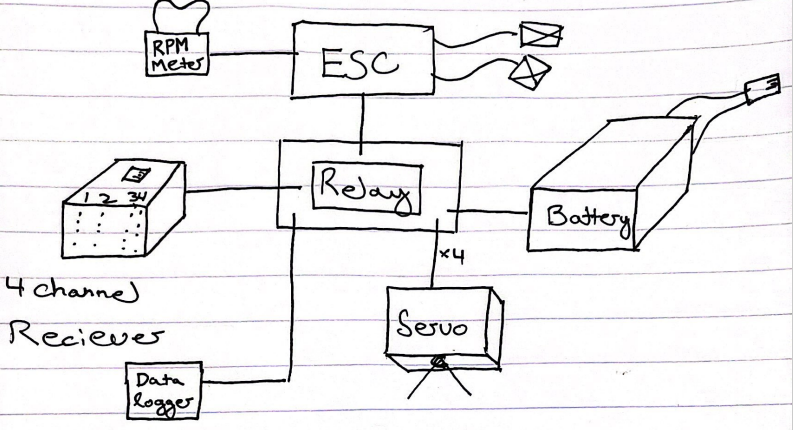 RPM
Meter
ESC
Relay
1 2 34
Battery
x4
4 channel
Reciever
Servo
Data
logger